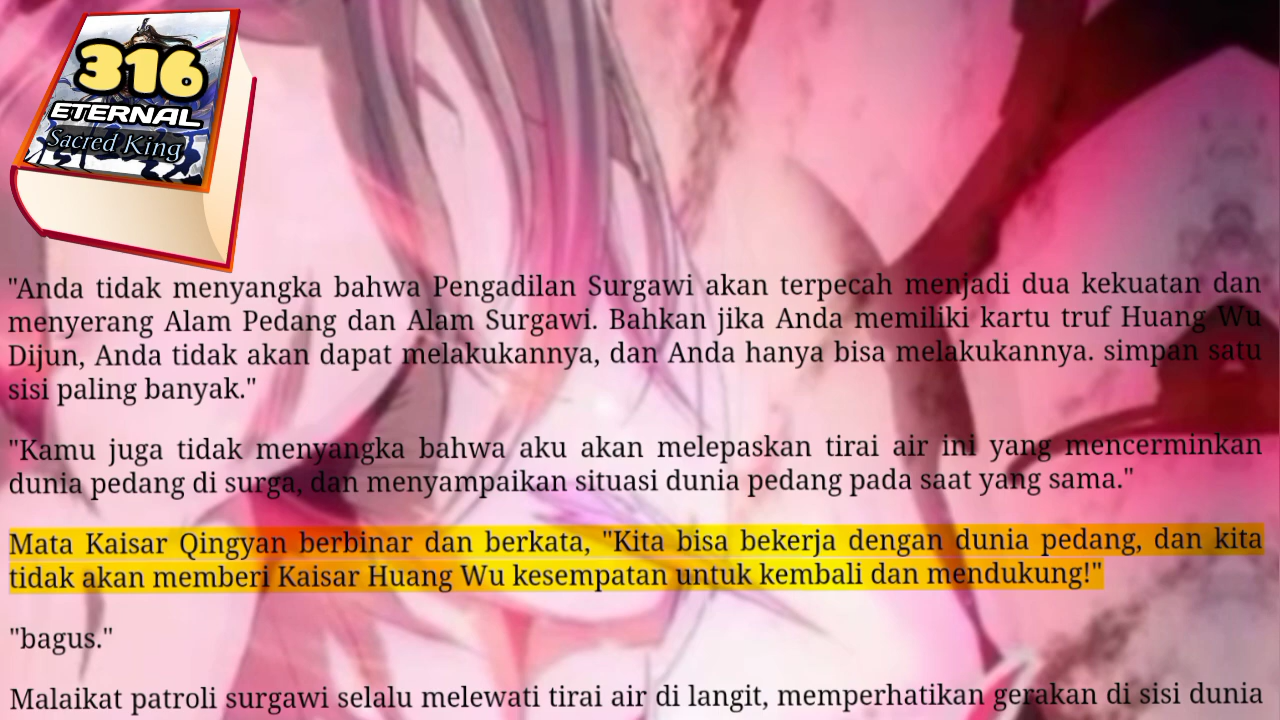 316
ETERNAL
Sacred King
"Anda tidak menyangka bahwa Pengadilan Surgawi akan terpecah menjadi dua kekuatan dan
menyerang Alam Pedang dan Alam Surgawi. Bahkan jika Anda memiliki kartu truf Huang Wu
Dijun, Anda tidak akan dapat melakukannya, dan Anda hanya bisa melakukannya. simpan satu
sisi paling banyak."
"Kamu juga tidak menyangka bahwa aku akan melepaskan tirai air ini yang mencerminkan
dunia pedang di surga, dan menyampaikan situasi dunia pedang pada saat yang sama."
Mata Kaisar Qingyan berbinar dan berkata, "Kita bisa bekerja dengan dunia pedang, dan kita
tidak akan memberi Kaisar Huang Wu kesempatan untuk kembali dan mendukung!"
"bagus."
Malaikat patroli surgawi selalu melewati tirai air di langit, memperhatikan gerakan di sisi dunia